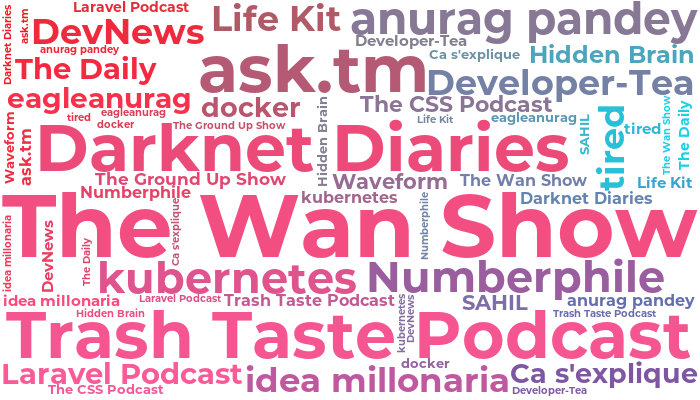 Laravel Podcast
Life Kit
anurag pandey
Darknet Diaries
ask.tm
DevNews
Developer-Tea
anurag pandey
ask.tm
Ca s'explique
Hidden Brain
The Daily
Developer-Tea
eagleanurag
docker
The CSS Podcast
The Wan Show
The Daily
tired
eagleanurag
Life Kit
eagleanurag
SAHIL
tired
tired
docker
The Ground Up Show
Waveform
ask.tm
Darknet Diaries
Hidden Brain
The Ground Up Show
Waveform
The Wan Show
Life Kit
Numberphile
kubernetes
Darknet Diaries
The Wan Show
Ca s'explique
Numberphile
idea millonaria
DevNews
The Daily
kubernetes
Numberphile
idea millonaria
Laravel Podcast
Trash Taste Podcast
kubernetes
DevNews
SAHIL
anurag pandey
Hidden Brain
Trash Taste Podcast
Trash Taste Podcast
Laravel Podcast
idea millonaria
docker
Ca s'explique
The CSS Podcast
Developer-Tea